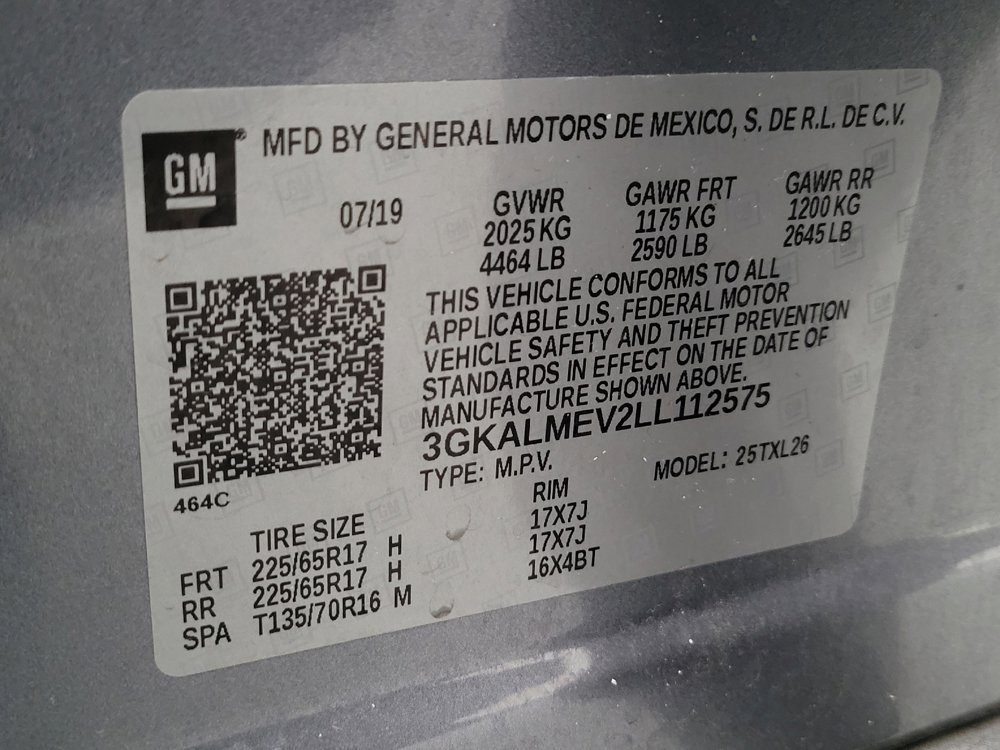 GM ® MFD BY GENERAL MOTORS DE MEXICO, S. DE R.L. DE C.V.
07/19 GVWR GAWR FRT GAWR RR
2025 KG 1175 KG 1200 KG
4464 LB 2590 LB 2645 LB
THIS VEHICLE CONFORMS TO ALL
APPLICABLE U.S. FEDERAL MOTOR
VEHICLE SAFETY AND THEFT PREVENTION
STANDARDS IN EFFECT ON THE DATE OF
MANUFACTURE SHOWN ABOVE.
3GKALMEV2LL112575
TYPE: M.P.V. MODEL: 25TXL26
464C
TIRE SIZE RIM
FRT 225/65R17 H 17X7J
RR 225/65R17 H 17X7J
SPA T135/70R16 M 16X4BT